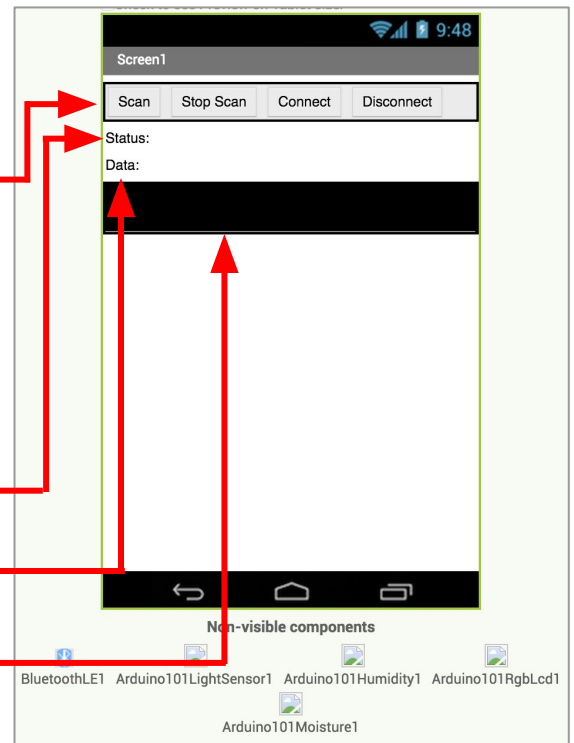 9:48
Screen1
Scan Stop Scan Connect Disconnect
Status:
Data:
Non-visible components
BluetoothLE1 Arduino101LightSensor1 Arduino101Humidity1 Arduino101RgbLcd1
Arduino101Moisture1